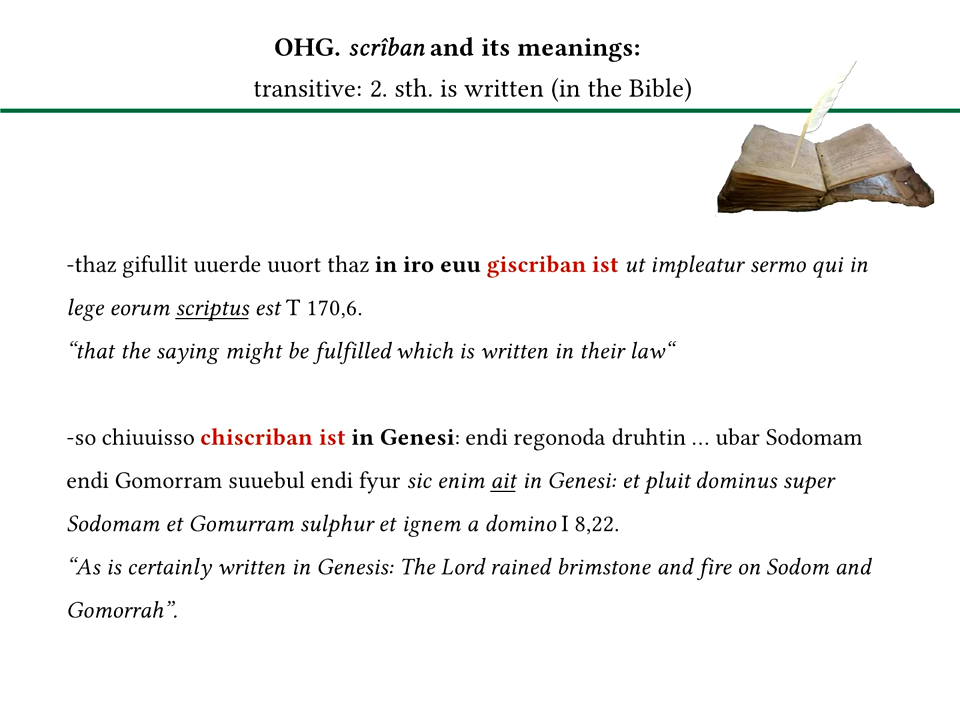 OHG. scrîban and its meanings:
transitive: 2. sth. is written (in the Bible)
-thaz gifullit uuerde uuort thaz in iro euu giscriban ist ut impleatur sermo qui in
lege eorum scriptus est T 170,6.
“that the saying might be fulfilled which is written in their law“
-so chiuuisso chiscriban ist in Genesi: endi regonoda druhtin … ubar Sodomam
endi Gomorram suuebul endi fyur sic enim ait in Genesi: et pluit dominus super
Sodomam et Gomurram sulphur et ignem a domino I 8,22.
“As is certainly written in Genesis: The Lord rained brimstone and fire on Sodom and
Gomorrah”.